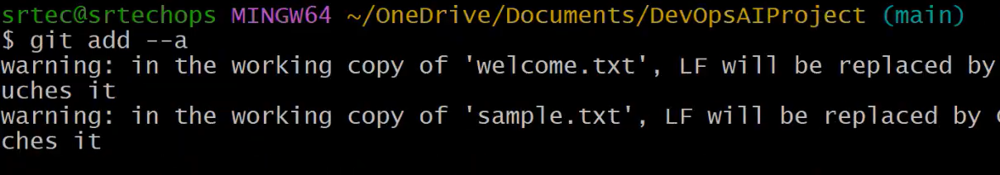 srtec@srtechops MINGW64 ~/OneDrive/Documents/DevOpsAIProject (main)
$ git add --a
warning: in the working copy of 'welcome.txt', LF will be replaced by
uches it
warning: in the working copy of 'sample.txt', LF will be replaced by
ches it